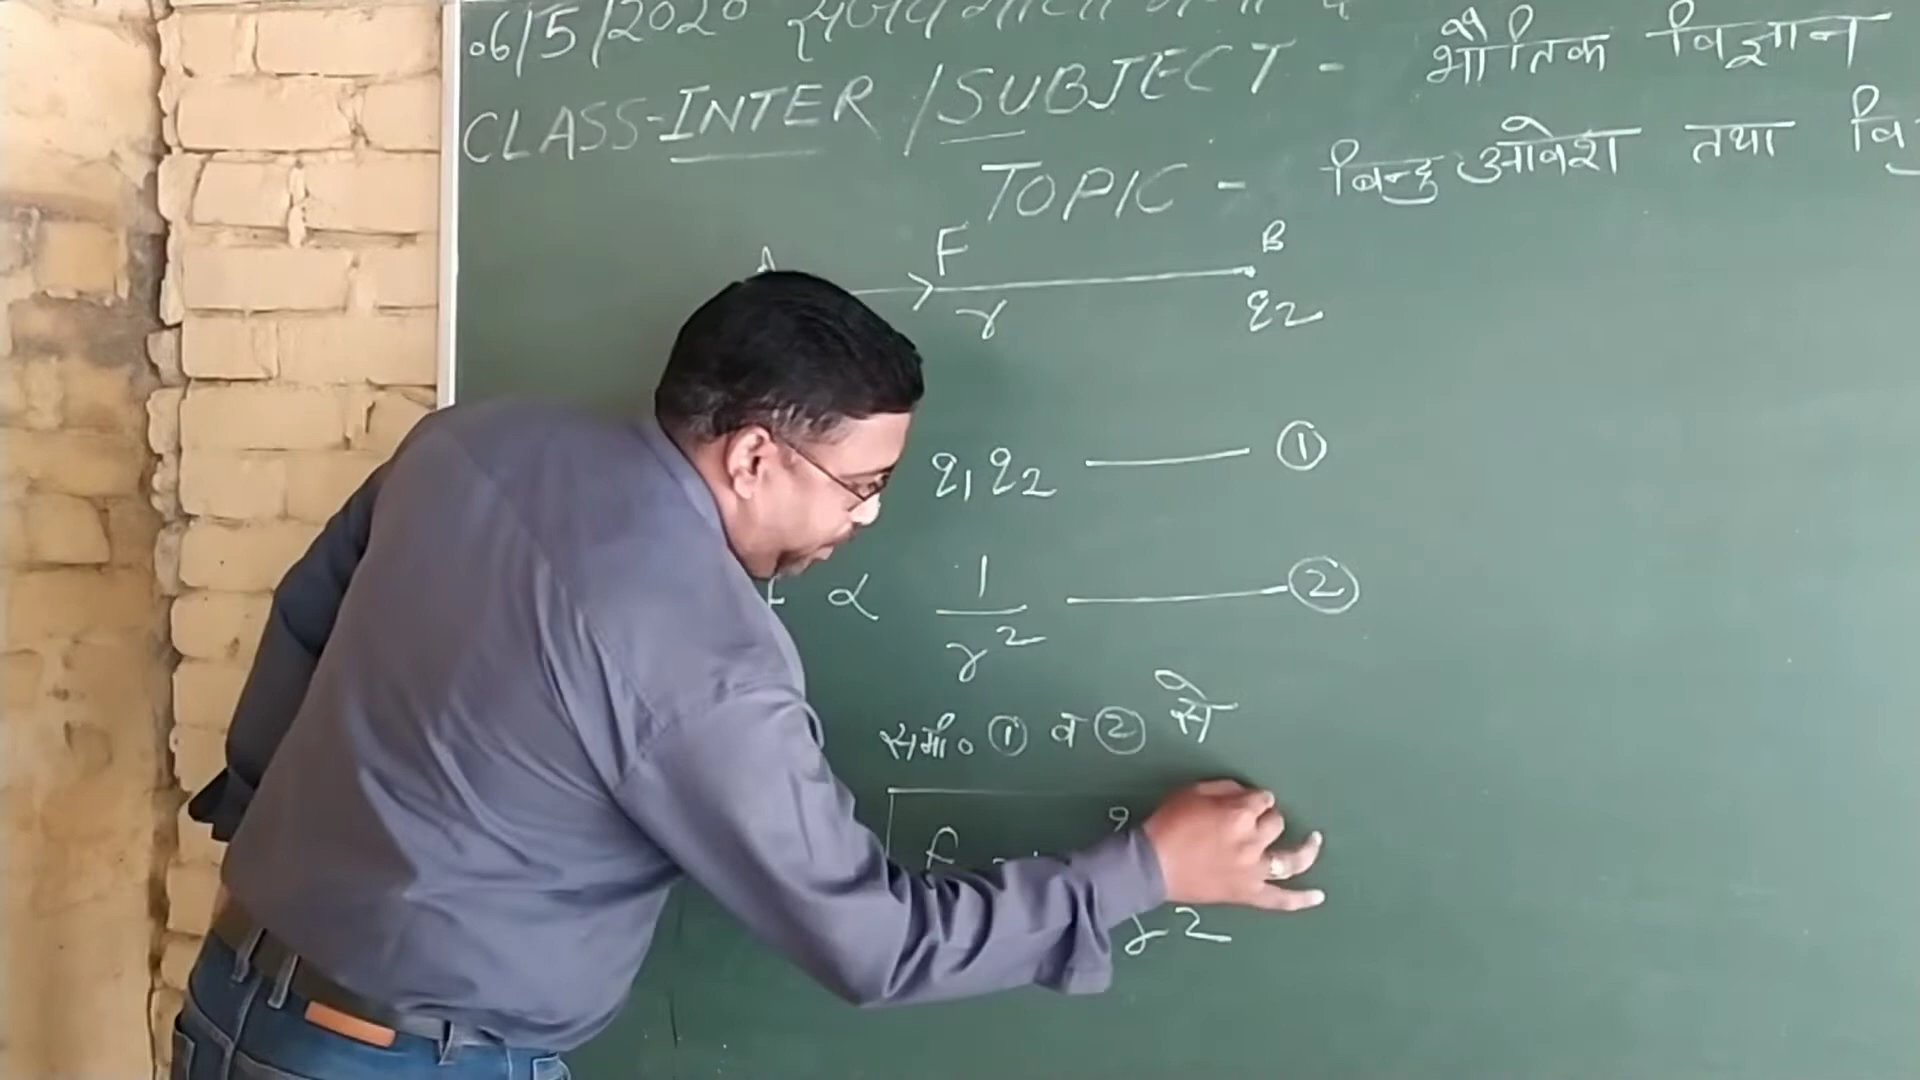 06/5/2020
CLASS-INTER / SUBJECT - भौतिक विज्ञान
TOPIC - बिन्दु आवेश तथा
F B
r q2
q1 q2 —— ①
∝ 1/r² —— ②
समी० ① व ② से